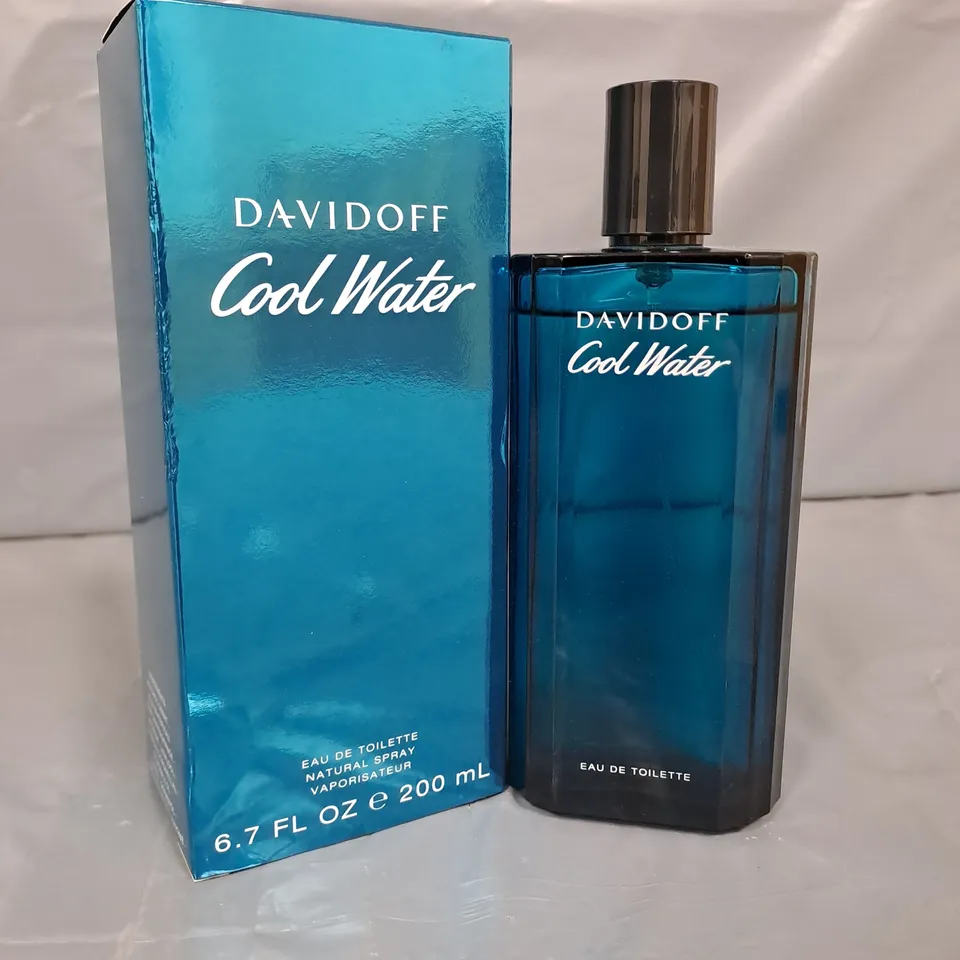 DAVIDOFF
Cool Water
EAU DE TOILETTE
NATURAL SPRAY
VAPORISATEUR
6.7 FL OZ e 200 mL
DAVIDOFF
Cool Water
EAU DE TOILETTE